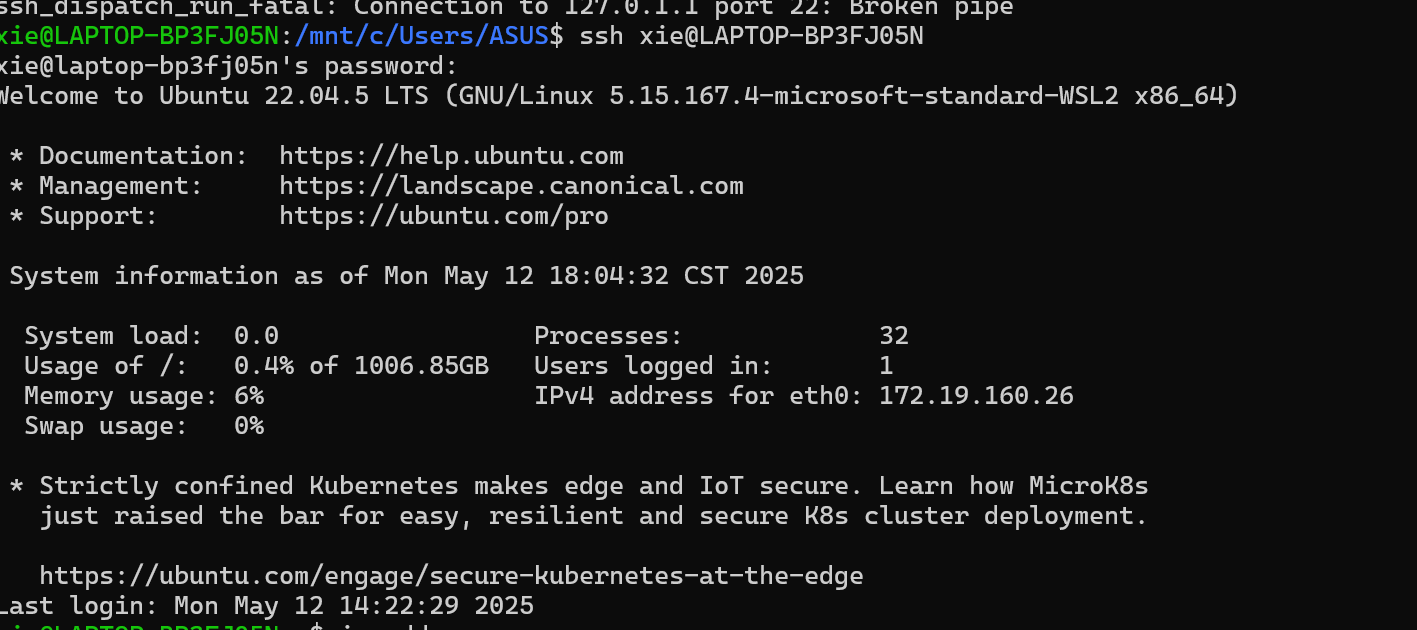 ssh_dispatch_run_fatal: Connection to 127.0.1.1 port 22: Broken pipe
xie@LAPTOP-BP3FJ05N:/mnt/c/Users/ASUS$ ssh xie@LAPTOP-BP3FJ05N
xie@laptop-bp3fj05n's password:
Welcome to Ubuntu 22.04.5 LTS (GNU/Linux 5.15.167.4-microsoft-standard-WSL2 x86_64)
* Documentation: https://help.ubuntu.com
* Management: https://landscape.canonical.com
* Support: https://ubuntu.com/pro
System information as of Mon May 12 18:04:32 CST 2025
System load: 0.0 Processes: 32
Usage of /: 0.4% of 1006.85GB Users logged in: 1
Memory usage: 6% IPv4 address for eth0: 172.19.160.26
Swap usage: 0%
* Strictly confined Kubernetes makes edge and IoT secure. Learn how MicroK8s
just raised the bar for easy, resilient and secure K8s cluster deployment.
https://ubuntu.com/engage/secure-kubernetes-at-the-edge
Last login: Mon May 12 14:22:29 2025